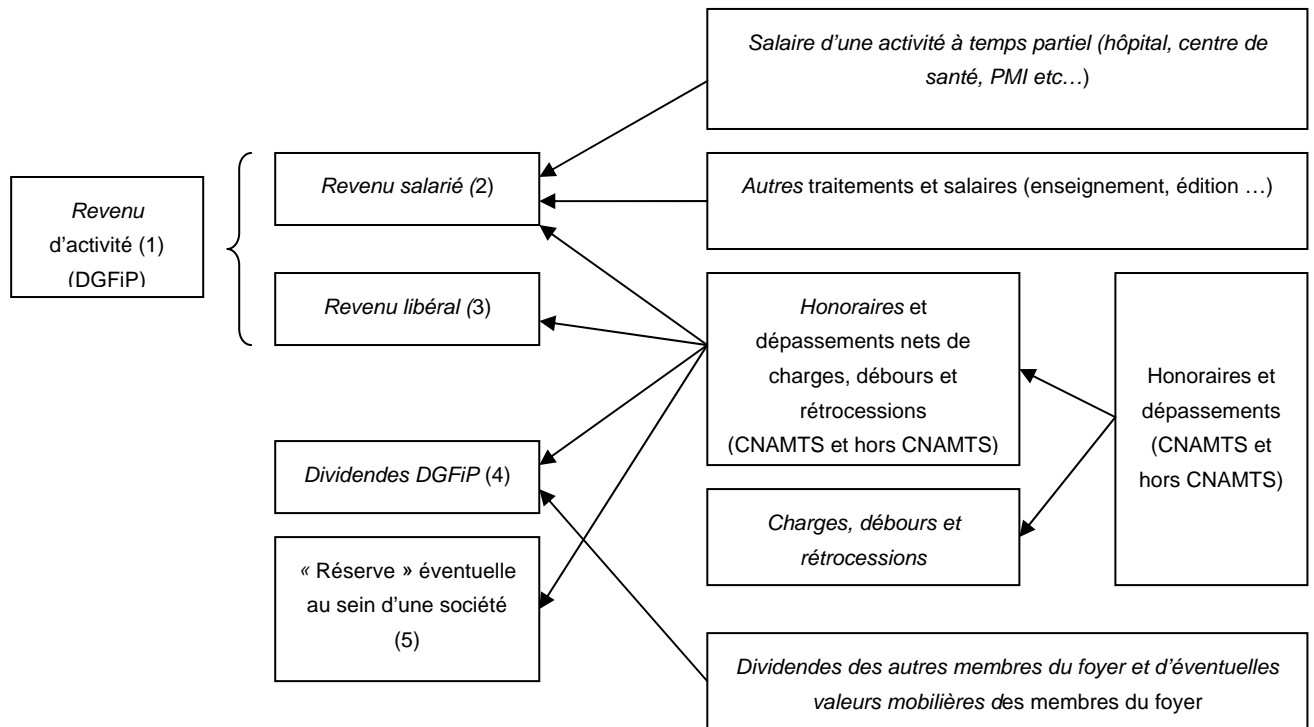 Salaire d'une activité à temps partiel (hôpital, centre de
santé, PMI etc…)
Revenu
d'activité (1)
(DGFiP)
Revenu salarié (2)
Autres traitements et salaires (enseignement, édition …)
Revenu libéral (3)
Honoraires et
dépassements nets de
charges, débours et
rétrocessions
(CNAMTS et hors CNAMTS)
Honoraires et
dépassements
(CNAMTS et
hors CNAMTS)
Dividendes DGFiP (4)
Charges, débours et
rétrocessions
« Réserve » éventuelle
au sein d'une société
(5)
Dividendes des autres membres du foyer et d'éventuelles
valeurs mobilières des membres du foyer